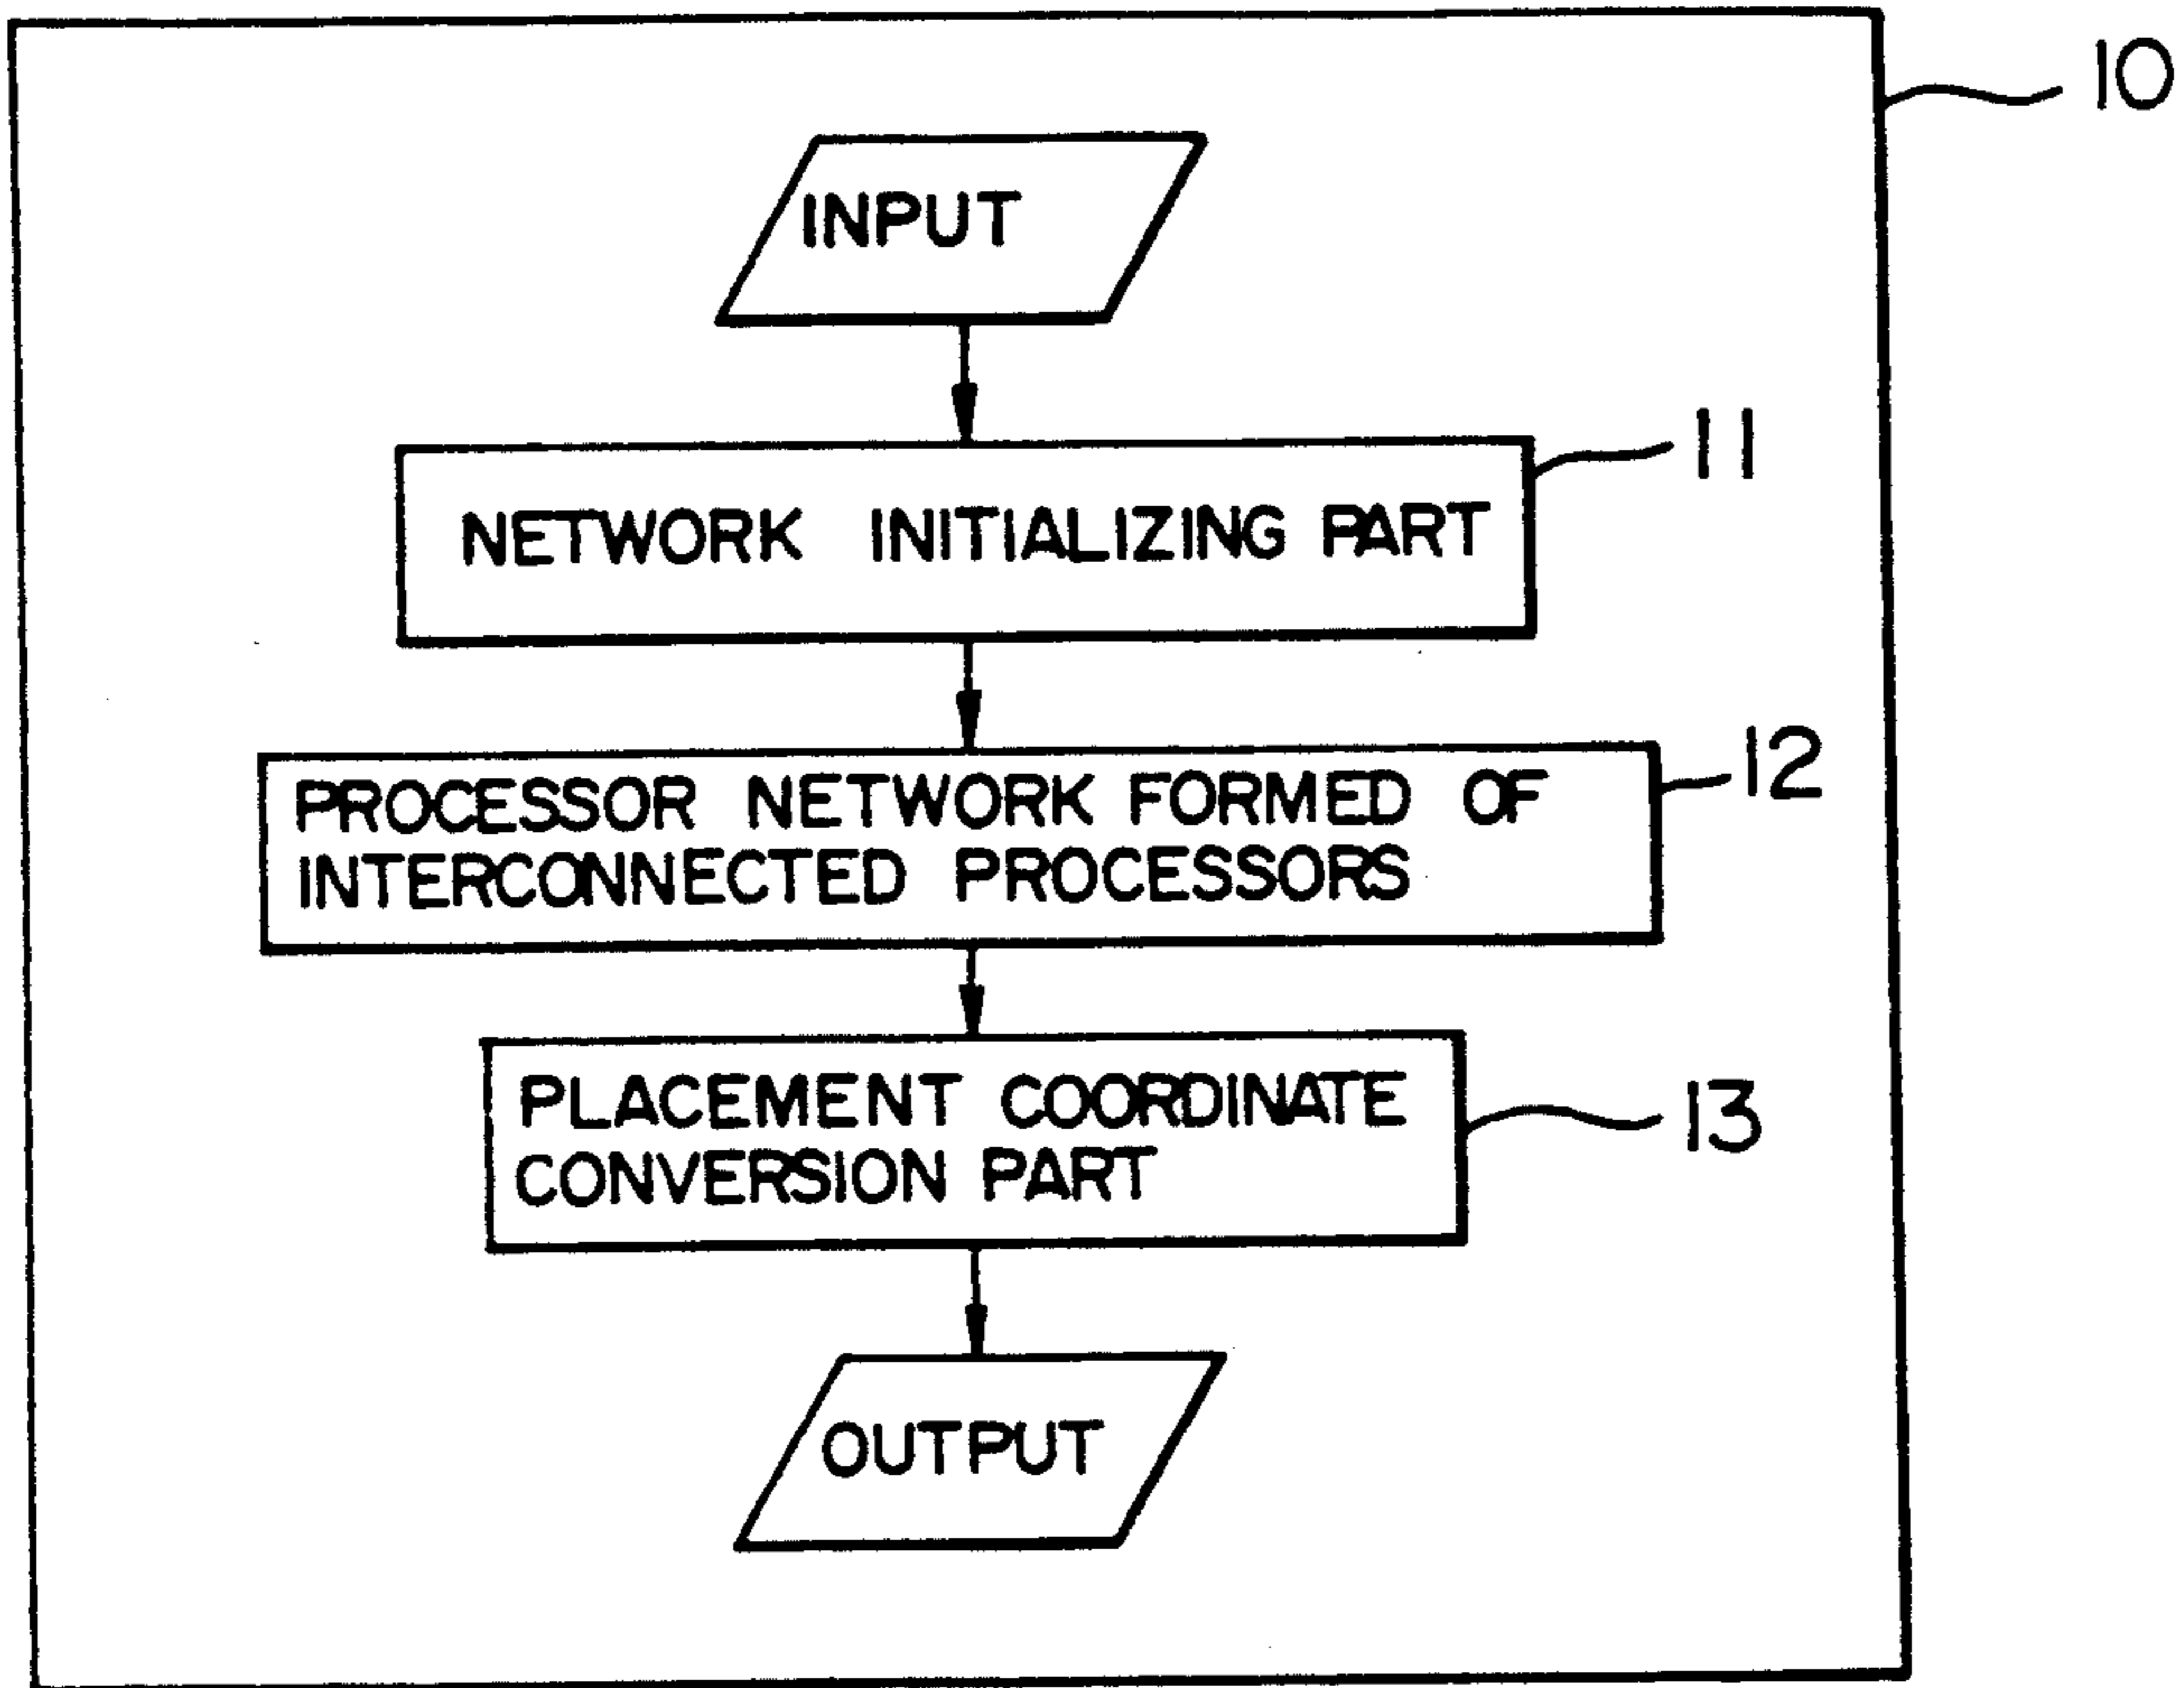 10
INPUT
11
NETWORK INITIALIZING PART
12
PROCESSOR NETWORK FORMED OF
INTERCONNECTED PROCESSORS
PLACEMENT COORDINATE
CONVERSION PART
13
OUTPUT